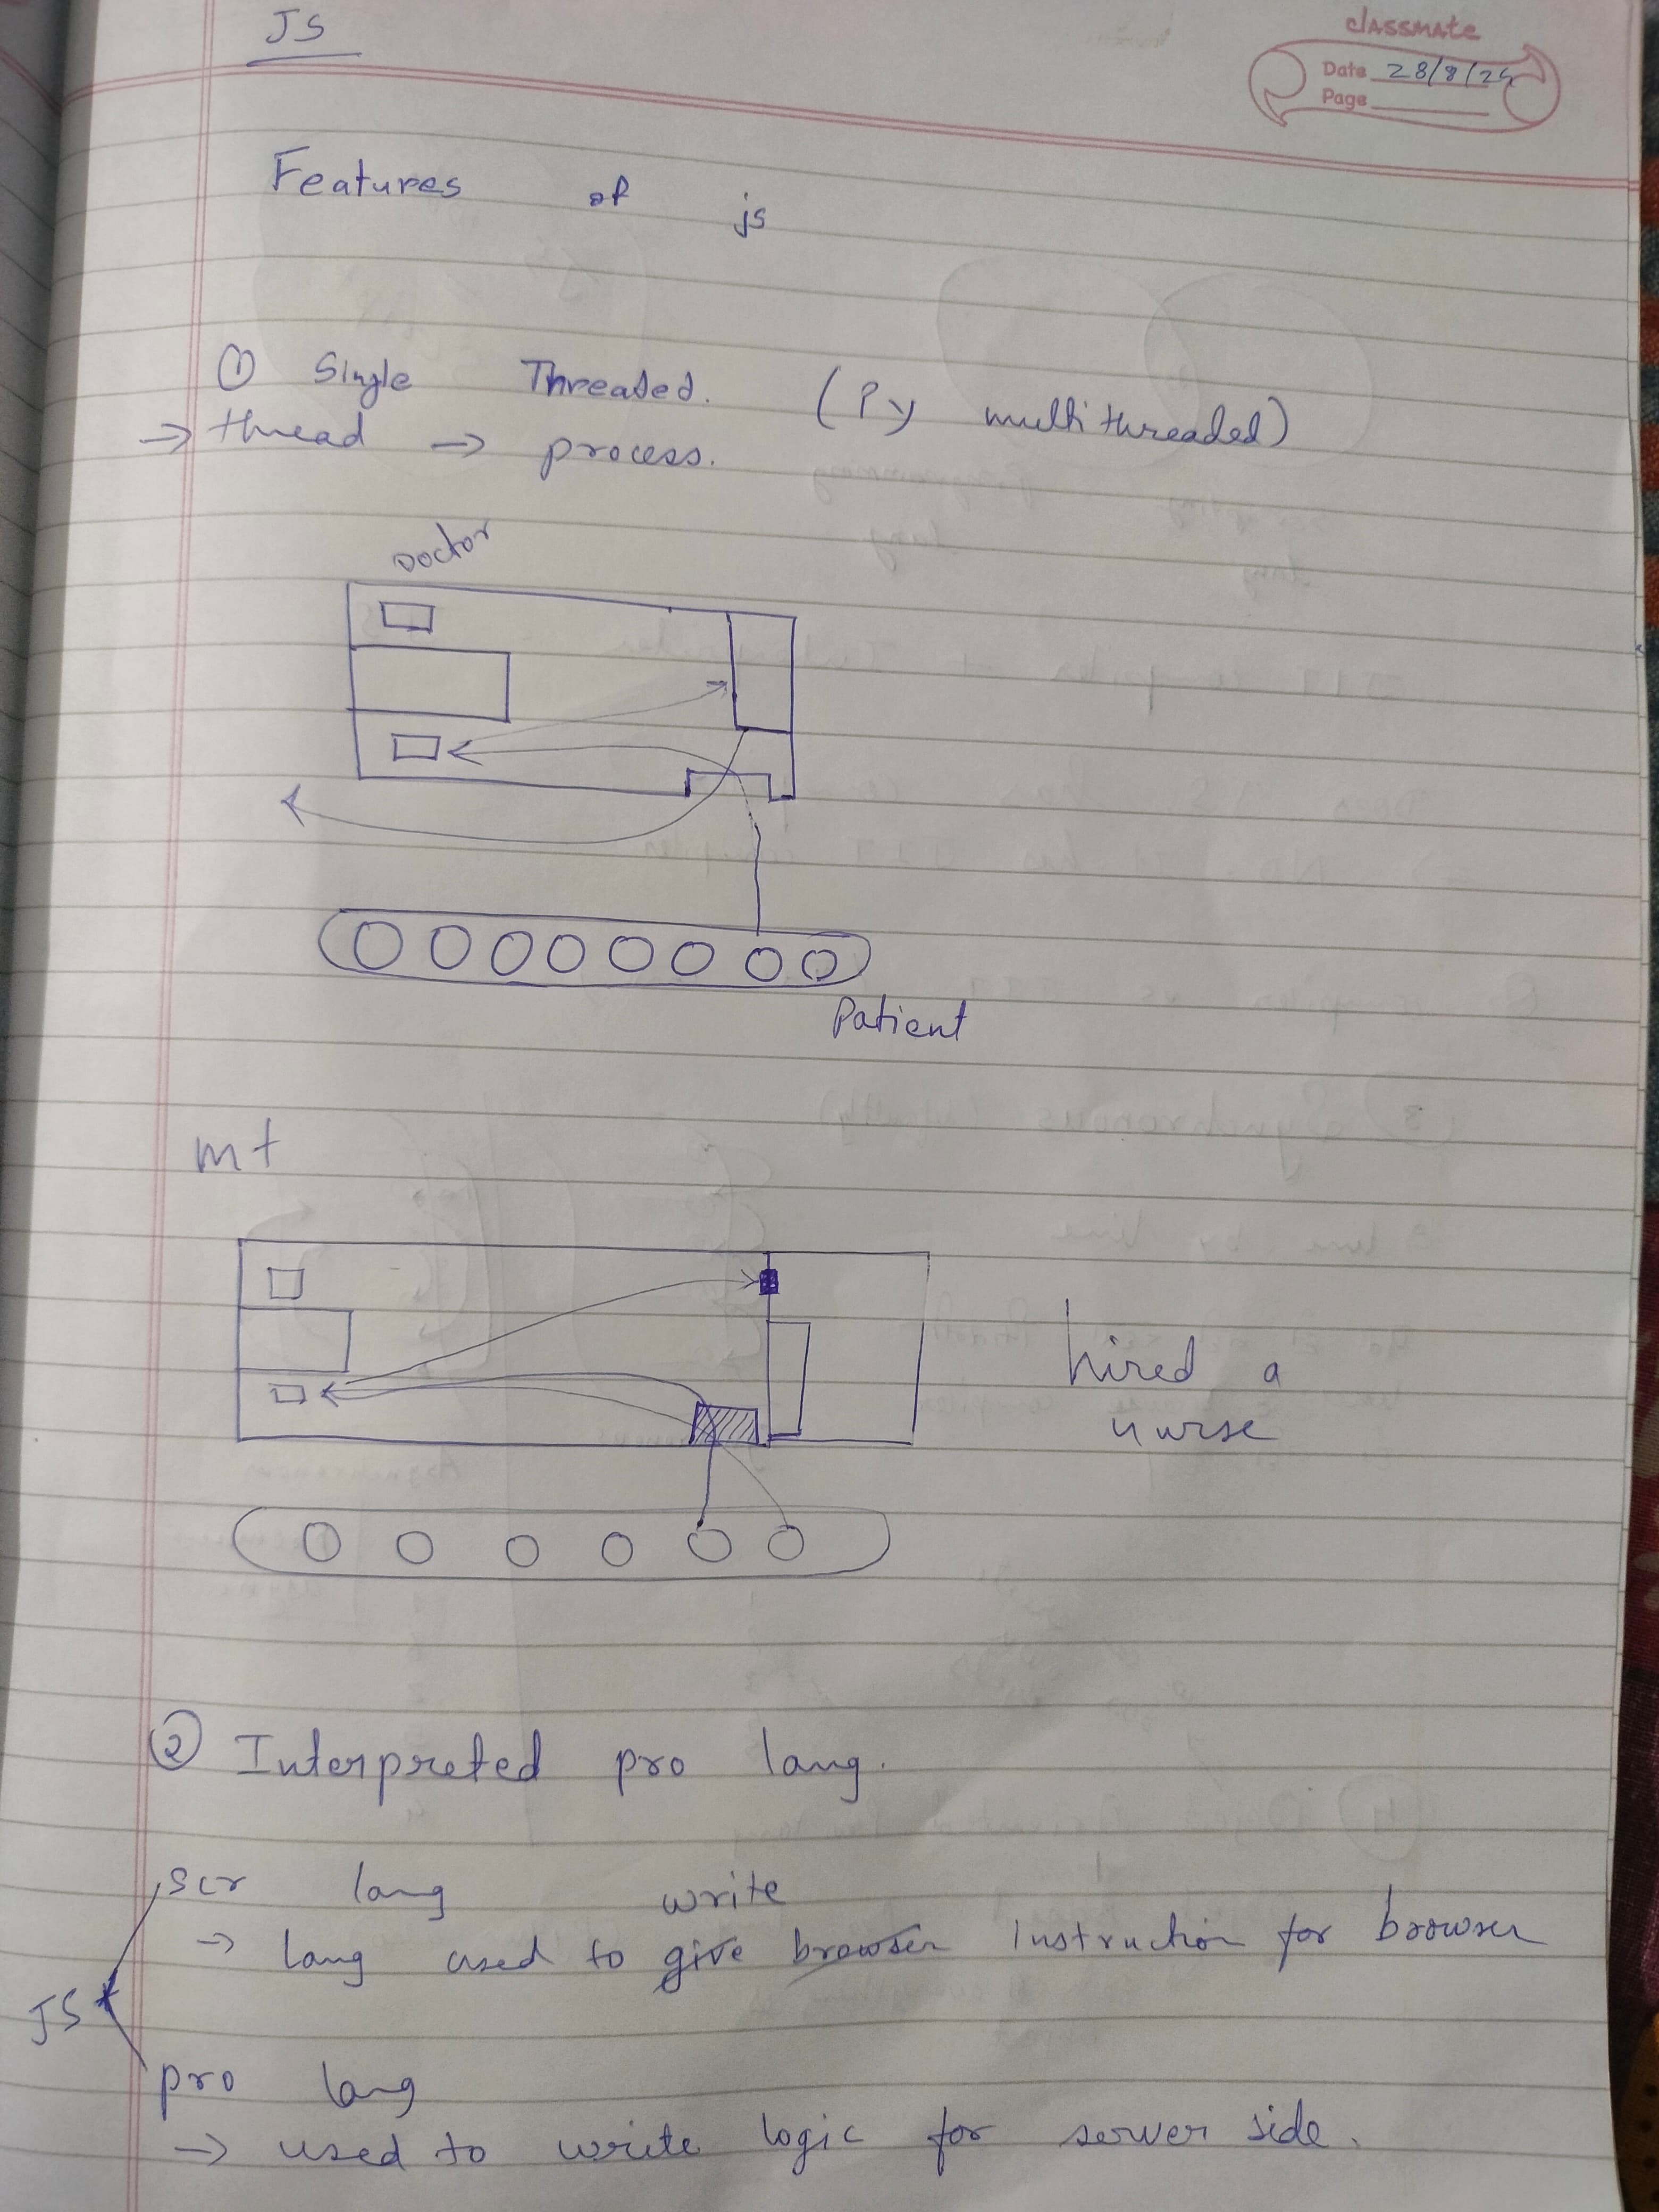 JS
classmate
Date 28/8/24
Page
Features of js
① Single Threaded. (Py multithreaded)
→ thread → process.
Doctor
Patient
mt
hired a
nurse
② Interpreted pro lang.
scr lang write
→ lang used to give browser instruction for browser
JS
pro lang
→ used to write logic for server side.